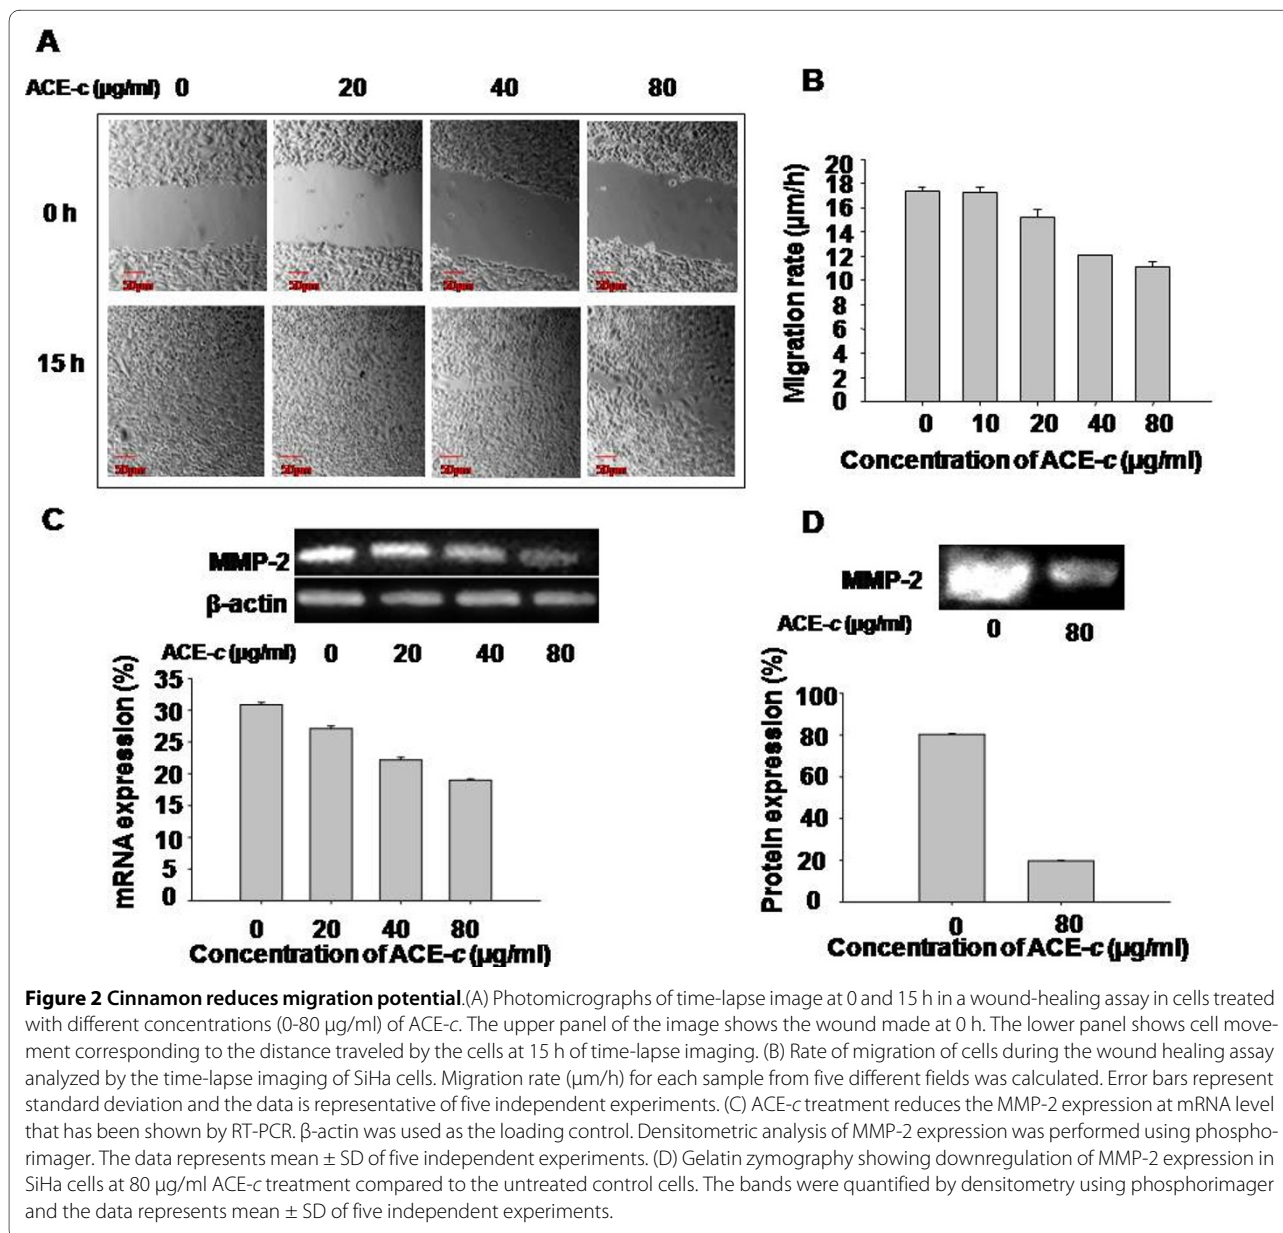 A
ACE-c (µg/ml) 0 20 40 80
0 h
50µm 50µm 50µm 50µm
15 h
50µm 50µm 50µm 50µm
B
Migration rate (µm/h)
20
18
16
14
12
10
8
6
4
2
0
0 10 20 40 80
Concentration of ACE-c (µg/ml)
C
MMP-2
β-actin
ACE-c (µg/ml) 0 20 40 80
mRNA expression (%)
35
30
25
20
15
10
5
0
0 20 40 80
Concentration of ACE-c (µg/ml)
D
MMP-2
ACE-c (µg/ml) 0 80
Protein expression (%)
100
80
60
40
20
0
0 80
Concentration of ACE-c (µg/ml)
Figure 2 Cinnamon reduces migration potential.(A) Photomicrographs of time-lapse image at 0 and 15 h in a wound-healing assay in cells treated
with different concentrations (0-80 µg/ml) of ACE-c. The upper panel of the image shows the wound made at 0 h. The lower panel shows cell move-
ment corresponding to the distance traveled by the cells at 15 h of time-lapse imaging. (B) Rate of migration of cells during the wound healing assay
analyzed by the time-lapse imaging of SiHa cells. Migration rate (µm/h) for each sample from five different fields was calculated. Error bars represent
standard deviation and the data is representative of five independent experiments. (C) ACE-c treatment reduces the MMP-2 expression at mRNA level
that has been shown by RT-PCR. β-actin was used as the loading control. Densitometric analysis of MMP-2 expression was performed using phospho-
rimager. The data represents mean ± SD of five independent experiments. (D) Gelatin zymography showing downregulation of MMP-2 expression in
SiHa cells at 80 µg/ml ACE-c treatment compared to the untreated control cells. The bands were quantified by densitometry using phosphorimager
and the data represents mean ± SD of five independent experiments.